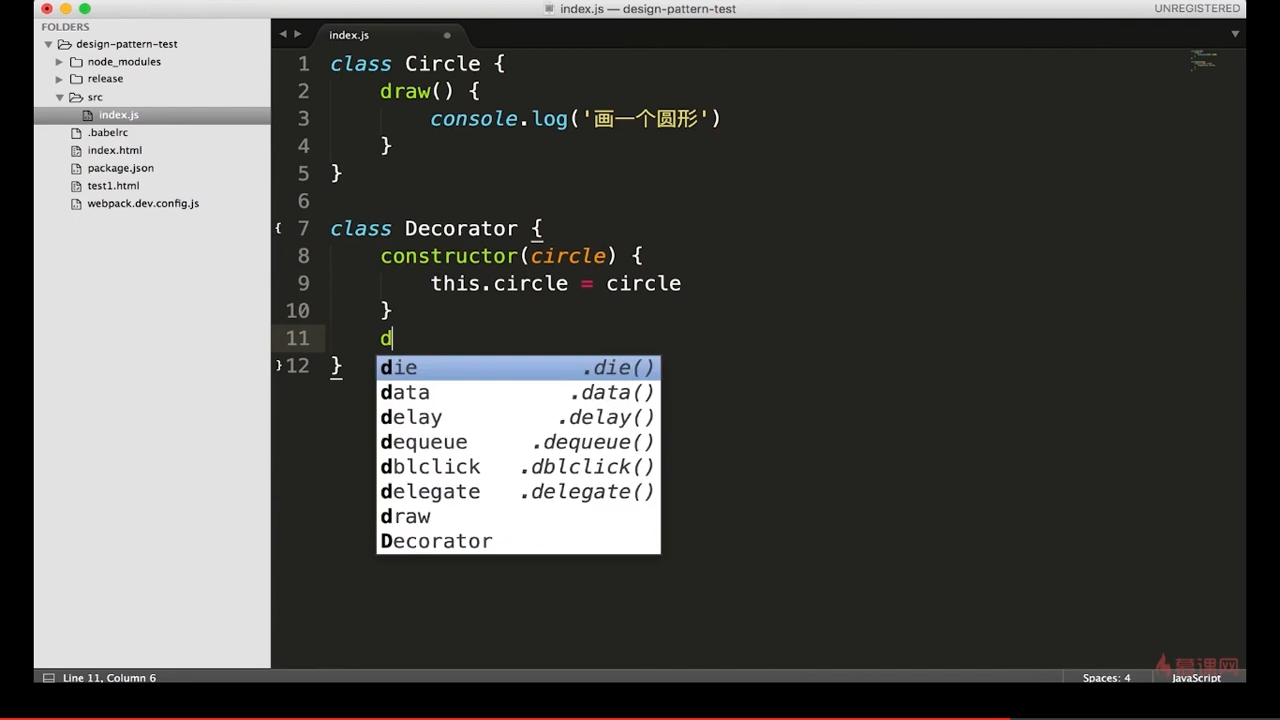 index.js — design-pattern-test
UNREGISTERED
FOLDERS
design-pattern-test
node_modules
release
src
index.js
.babelrc
index.html
package.json
test1.html
webpack.dev.config.js
index.js
1 class Circle {
2 draw() {
3 console.log('画一个圆形')
4 }
5 }
6
{ 7 class Decorator {
8 constructor(circle) {
9 this.circle = circle
10 }
11 d
} 12 }
die .die()
data .data()
delay .delay()
dequeue .dequeue()
dblclick .dblclick()
delegate .delegate()
draw
Decorator
慕课网
Line 11, Column 6
Spaces: 4
JavaScript